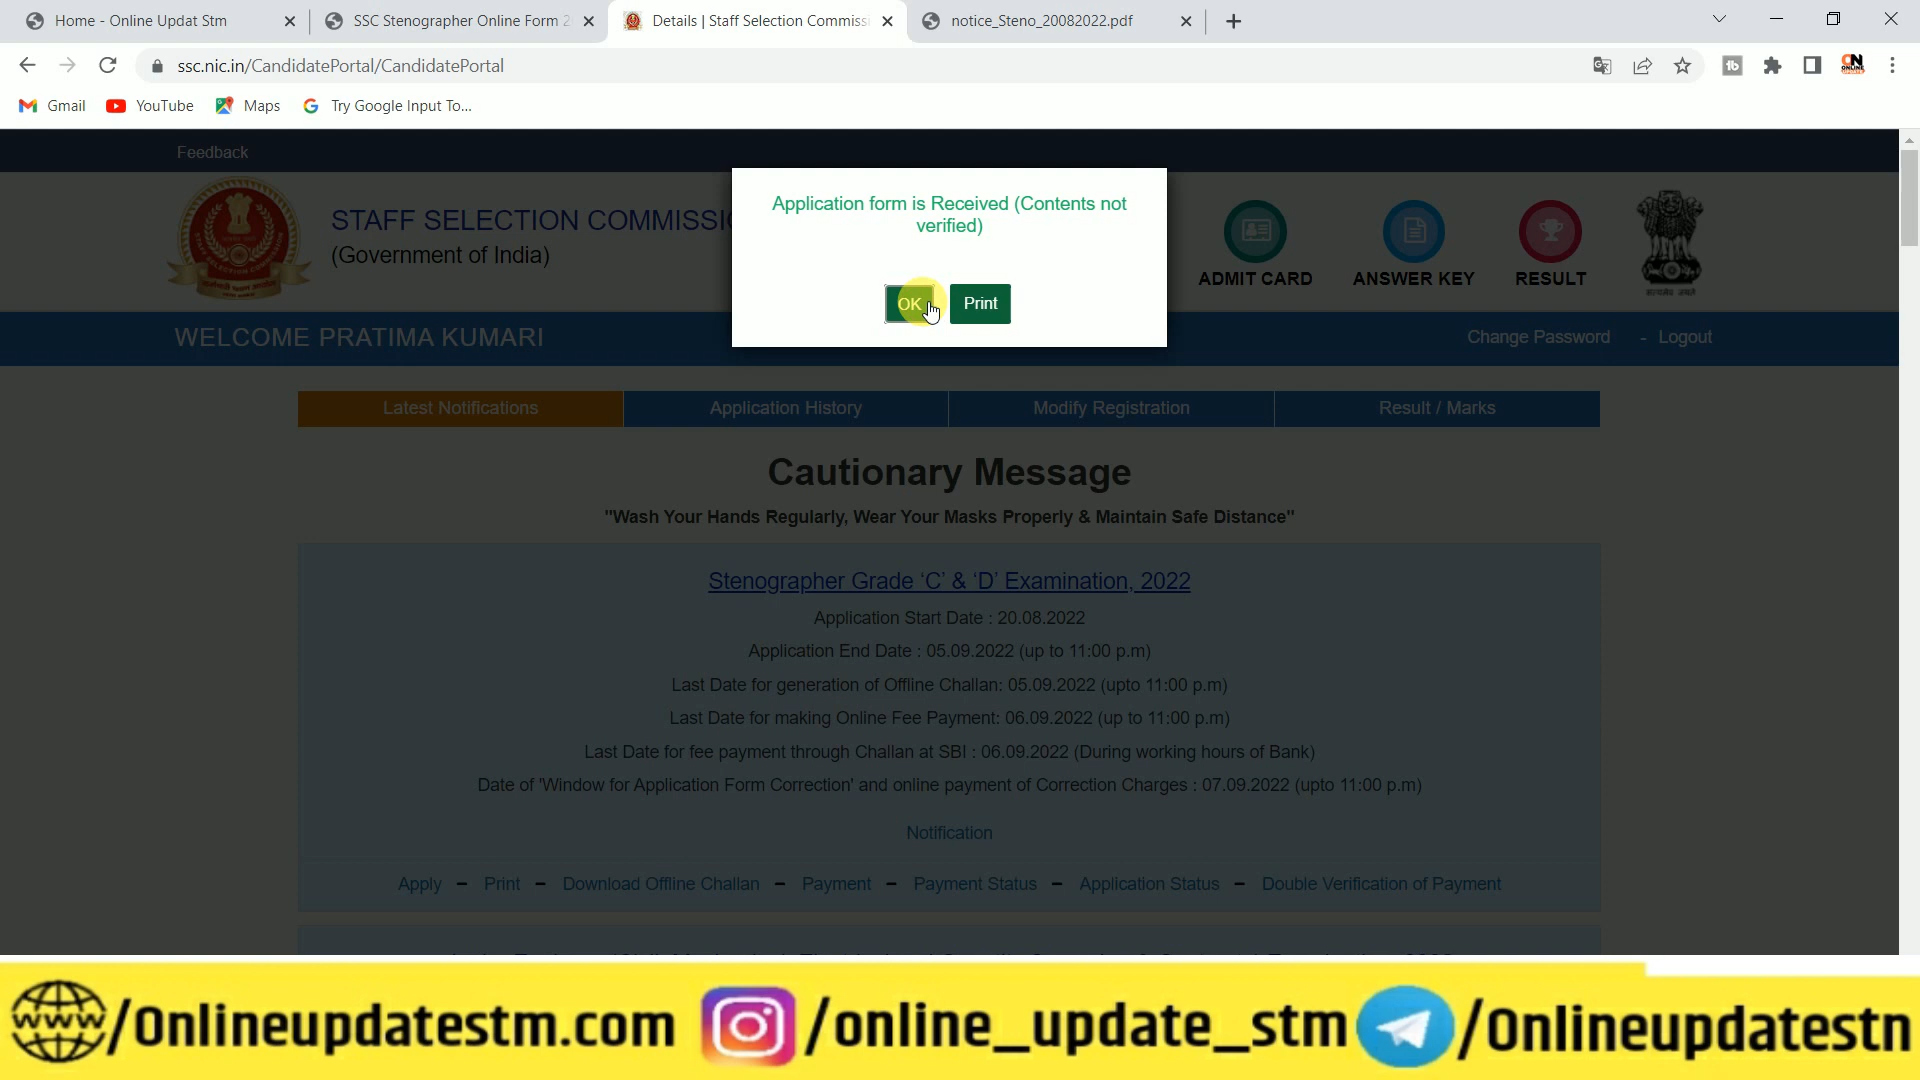 Home - Online Updat Stm
SSC Stenographer Online Form 2
Details | Staff Selection Commiss
notice_Steno_20082022.pdf
ssc.nic.in/CandidatePortal/CandidatePortal
Gmail
YouTube
Maps
Try Google Input To...
Feedback
STAFF SELECTION COMMISSI
(Government of India)
Application form is Received (Contents not
verified)
OK
Print
ADMIT CARD
ANSWER KEY
RESULT
WELCOME PRATIMA KUMARI
Change Password - Logout
Latest Notifications
Application History
Modify Registration
Result / Marks
Cautionary Message
"Wash Your Hands Regularly, Wear Your Masks Properly & Maintain Safe Distance"
Stenographer Grade ‘C’ & ‘D’ Examination, 2022
Application Start Date : 20.08.2022
Application End Date : 05.09.2022 (up to 11:00 p.m)
Last Date for generation of Offline Challan: 05.09.2022 (upto 11:00 p.m)
Last Date for making Online Fee Payment: 06.09.2022 (up to 11:00 p.m)
Last Date for fee payment through Challan at SBI : 06.09.2022 (During working hours of Bank)
Date of 'Window for Application Form Correction' and online payment of Correction Charges : 07.09.2022 (upto 11:00 p.m)
Notification
Apply – Print – Download Offline Challan – Payment – Payment Status – Application Status – Double Verification of Payment
www/Onlineupdatestm.com
/online_update_stm
/Onlineupdatestn